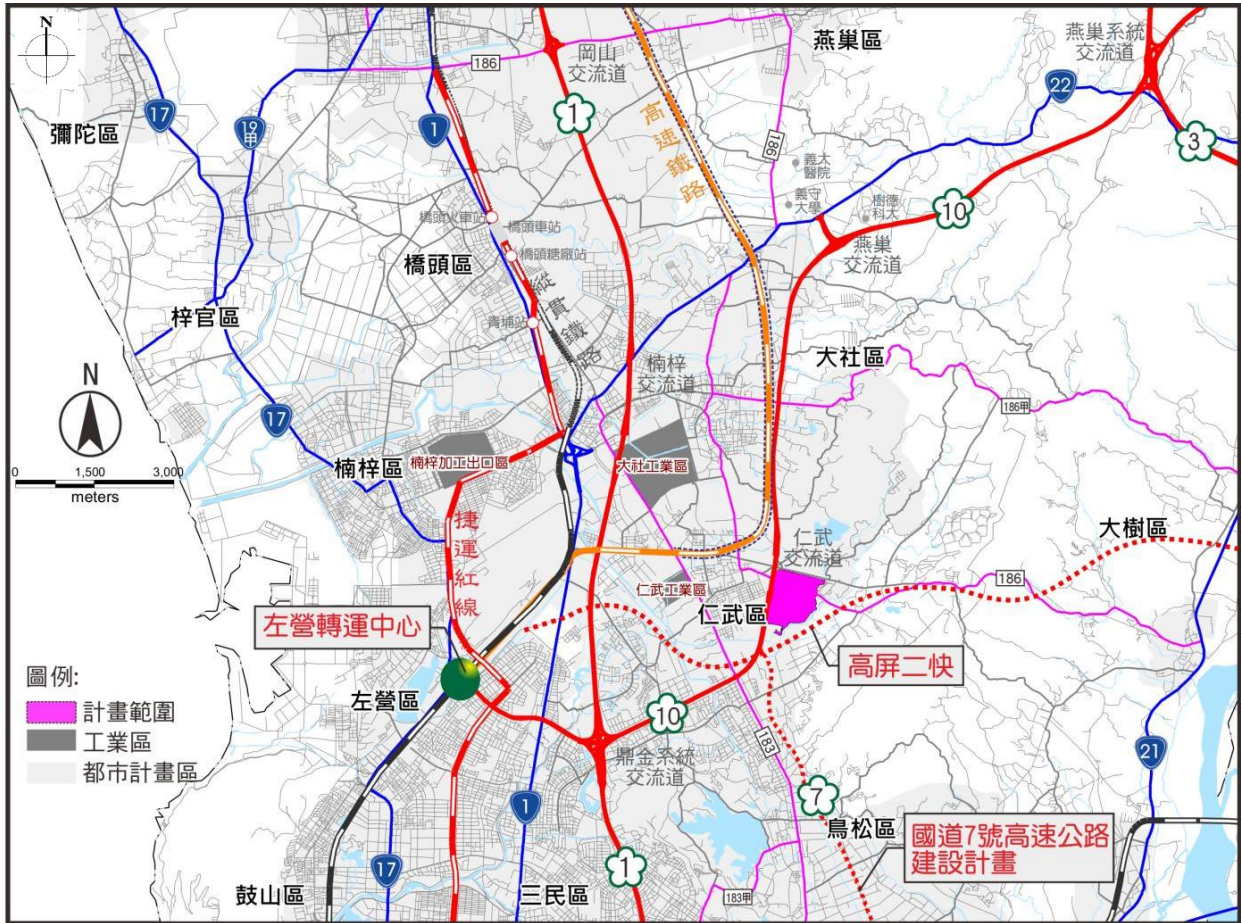 N
燕巢區
燕巢系統
交流道
岡山
交流道
186
22
17
19甲
1
1
彌陀區
高速鐵路
186
3
義大
醫院
義守
大學
樹德
科大
10
橋頭火車站
橋頭車站
橋頭糖廠站
燕巢
交流道
橋頭區
梓官區
縱貫鐵路
青埔站
楠梓
交流道
大社區
N
186甲
17
0 1,500 3,000
meters
楠梓區
楠梓加工出口區
大社工業區
捷運紅線
仁武
交流道
大樹區
186
仁武工業區
仁武區
左營轉運中心
高屏二快
圖例:
計畫範圍
工業區
都市計畫區
左營區
10
鼎金系統
交流道
183
21
7
1
鳥松區
國道7號高速公路
建設計畫
17
1
鼓山區
三民區
183甲